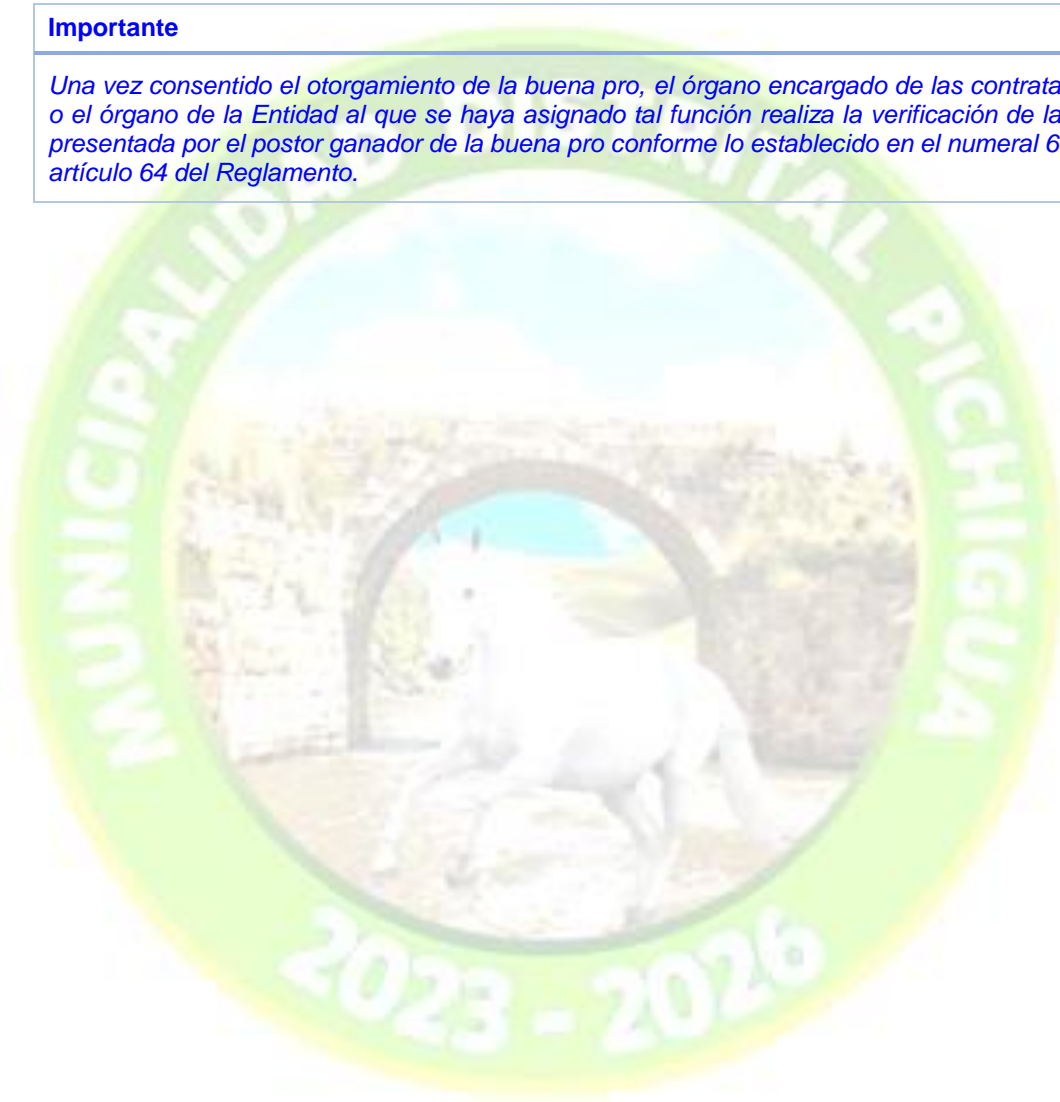 Importante
Una vez consentido el otorgamiento de la buena pro, el órgano encargado de las contrata
o el órgano de la Entidad al que se haya asignado tal función realiza la verificación de la
presentada por el postor ganador de la buena pro conforme lo establecido en el numeral 6
artículo 64 del Reglamento.
MUNICIPALIDAD DISTRITAL PICHIGUA
2023 - 2026